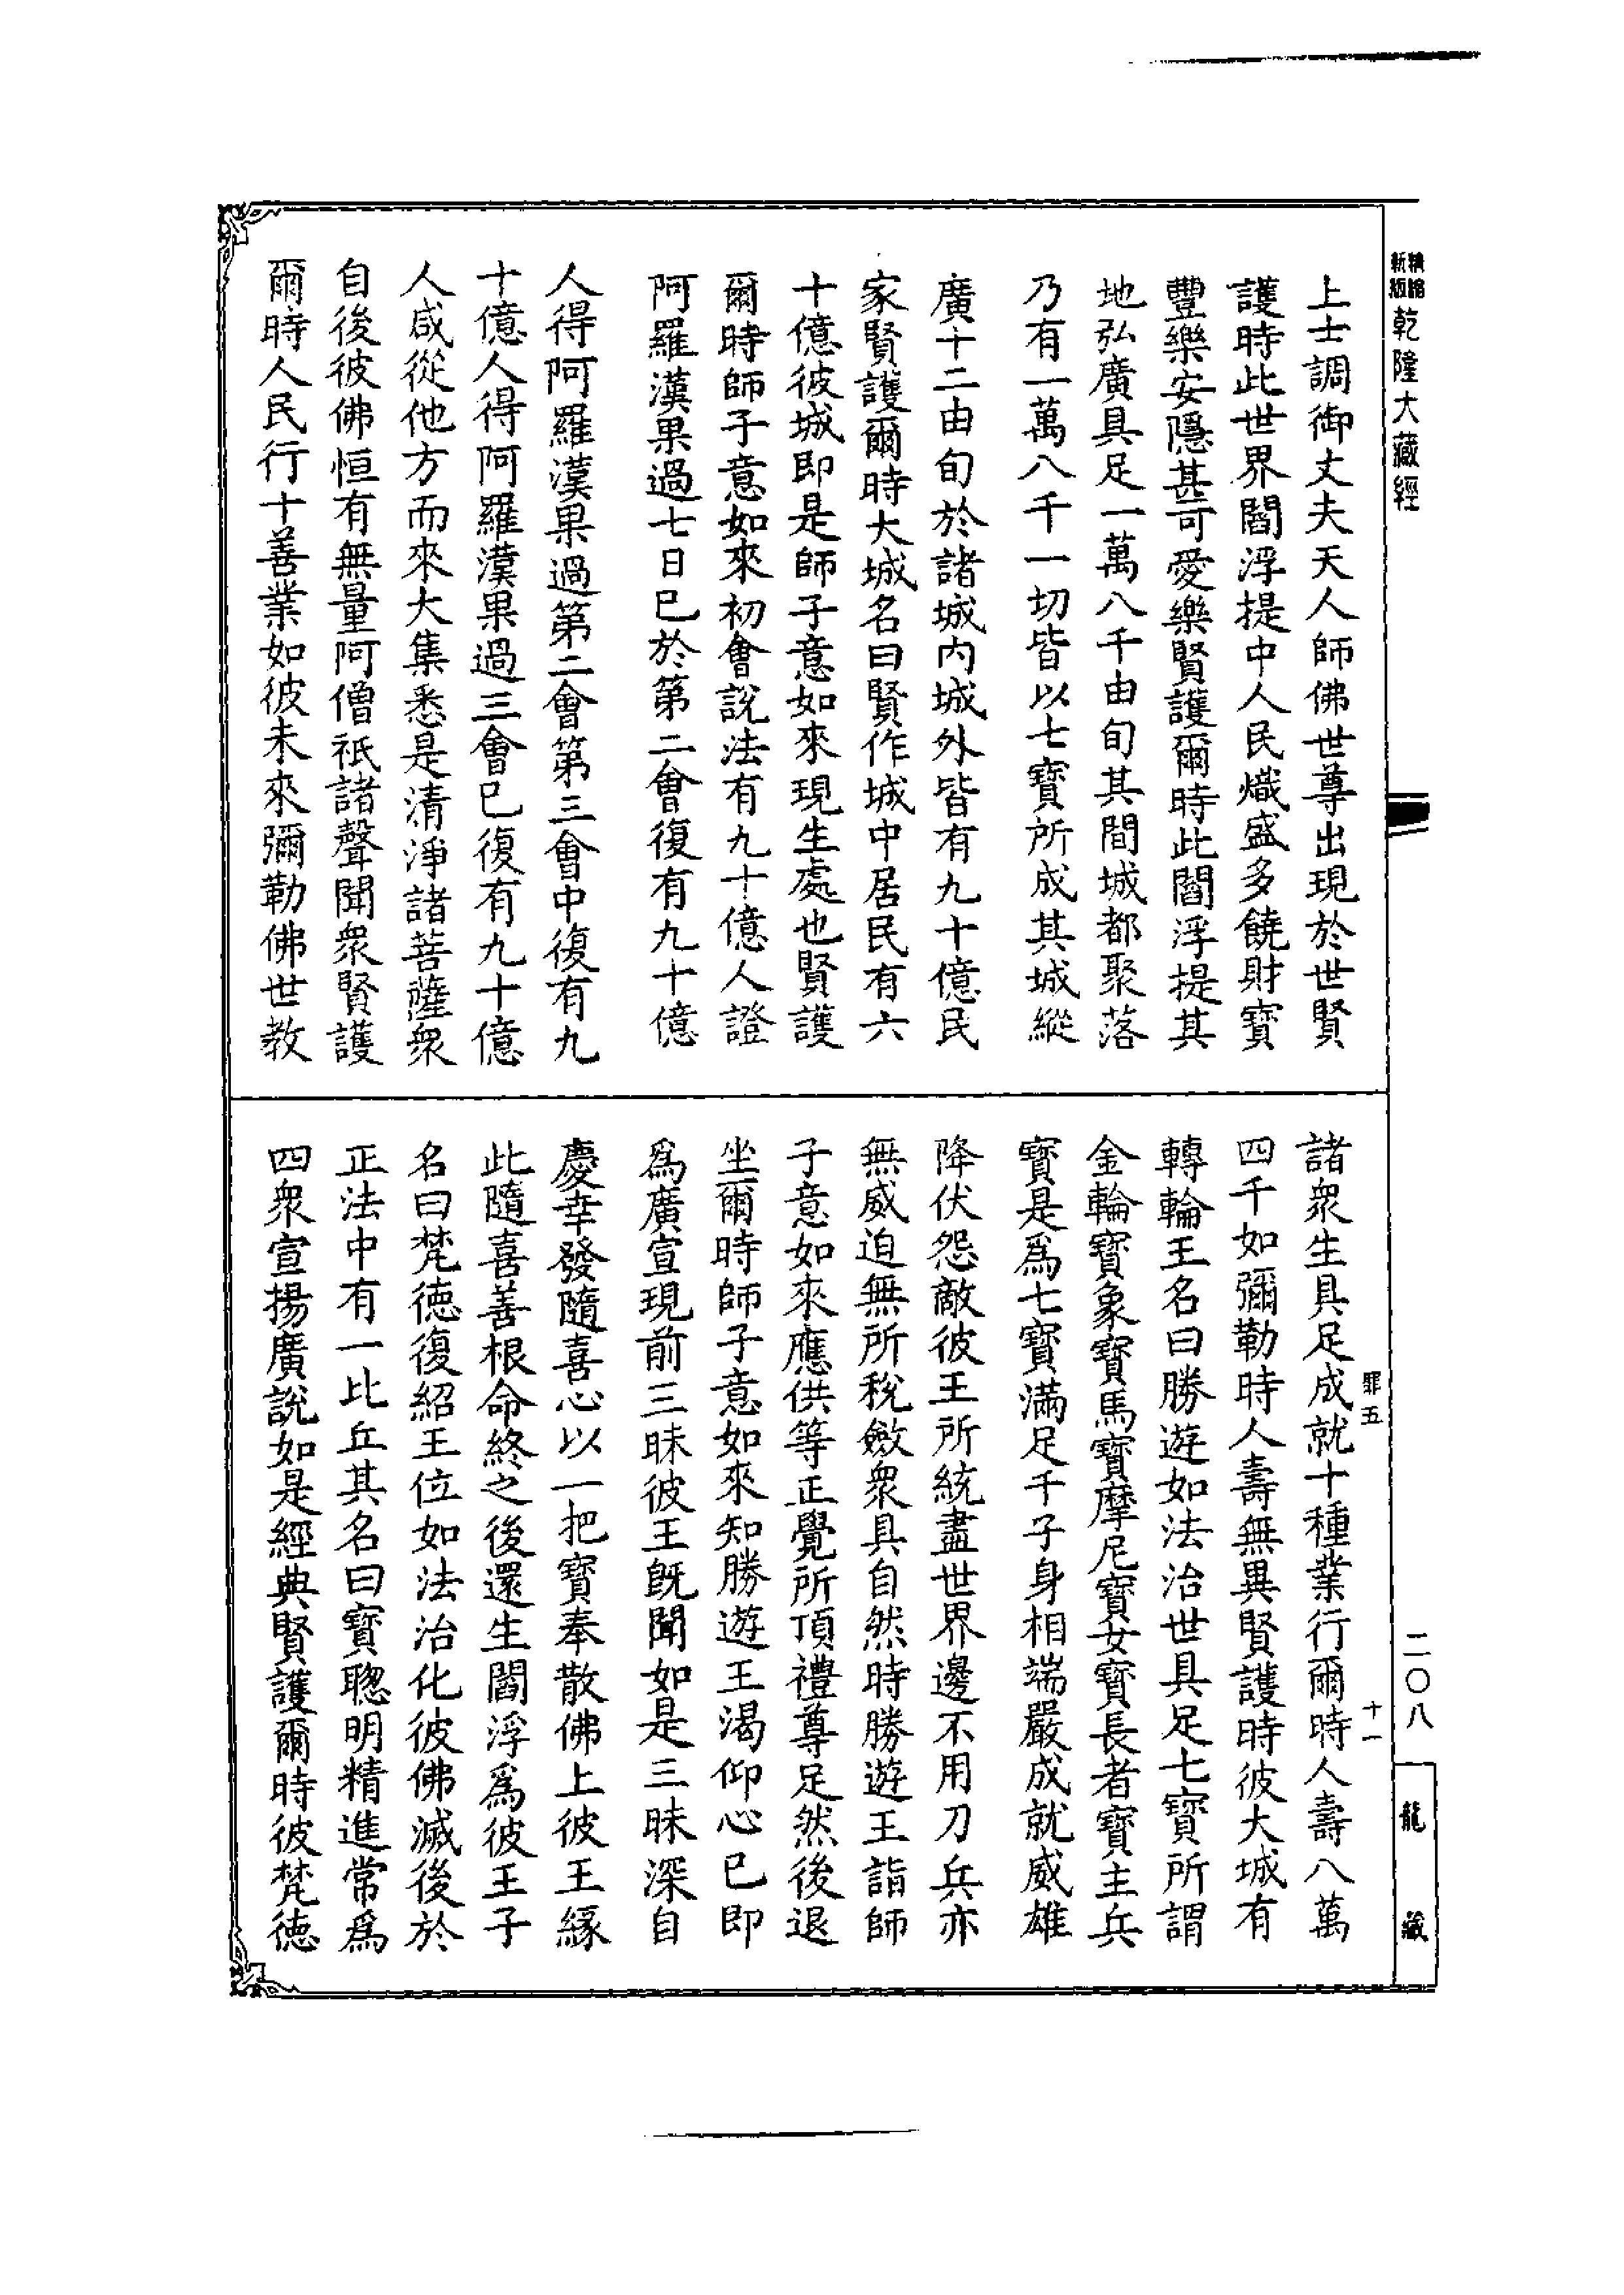 乾隆大藏經
上士調御丈夫天人師佛世尊出現於世賢
護時此世界閻浮提中人民熾盛多饒財寶
豐樂安隱甚可愛樂賢護爾時此閻浮提其
地弘廣具足一萬八千由旬其間城都聚落
乃有一萬八千一切皆以七寶所成其城縱
廣十二由旬於諸城內城外皆有九十億民
家賢護爾時大城名曰賢作城中居民有六
十億彼城即是師子意如來現生處也賢護
爾時師子意如來初會說法有九十億人證
阿羅漢果過七日已於第二會復有九十億
人得阿羅漢果過第二會第三會中復有九
十億人得阿羅漢果過三會已復有九十億
人咸從他方而來大集悉是清淨諸菩薩衆
自後彼佛恒有無量阿僧祇諸聲聞衆賢護
爾時人民行十善業如彼未來彌勒佛世教
諸衆生具足成就十種業行爾時人壽八萬
四千如彌勒時人壽無異賢護時彼大城有
轉輪王名曰勝遊如法治世具足七寶所謂
金輪寶象寶馬寶摩尼寶女寶長者寶主兵
寶是爲七寶滿足千子身相端嚴成就威雄
降伏怨敵彼王所統盡世界邊不用刀兵亦
無威迫無所稅斂衆具自然時勝遊王詣師
子意如來應供等正覺所頂禮尊足然後退
坐爾時師子意如來知勝遊王渴仰心已即
爲廣宣現前三昧彼王旣聞如是三昧深自
慶幸發隨喜心以一把寶奉散佛上彼王緣
此隨喜善根命終之後還生閻浮爲彼王子
名曰梵德復紹王位如法治化彼佛滅後於
正法中有一比丘其名曰寶聰明精進常爲
四衆宣揚廣說如是經典賢護爾時彼梵德
罪五
十一
二〇八
龍藏